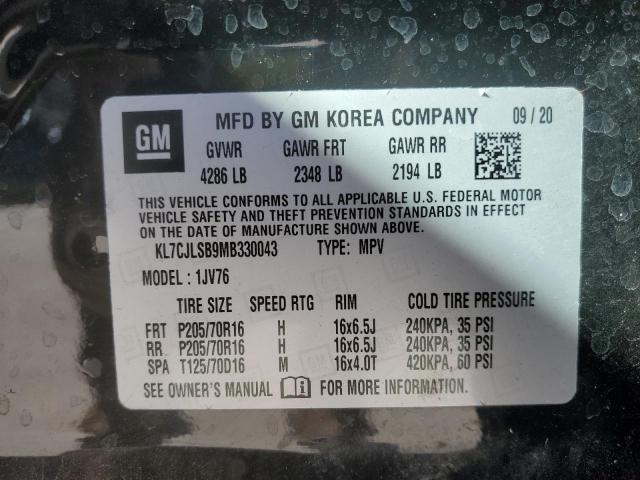 GM
MFD BY GM KOREA COMPANY 09/20
GVWR GAWR FRT GAWR RR
4286 LB 2348 LB 2194 LB
THIS VEHICLE CONFORMS TO ALL APPLICABLE U.S. FEDERAL MOTOR
VEHICLE SAFETY AND THEFT PREVENTION STANDARDS IN EFFECT
ON THE DATE OF MANUFACTURE SHOWN ABOVE.
KL7CJLSB9MB330043 TYPE: MPV
MODEL: 1JV76
TIRE SIZE SPEED RTG RIM COLD TIRE PRESSURE
FRT P205/70R16 H 16x6.5J 240KPA, 35 PSI
RR P205/70R16 H 16x6.5J 240KPA, 35 PSI
SPA T125/70D16 M 16x4.0T 420KPA, 60 PSI
SEE OWNER'S MANUAL FOR MORE INFORMATION.